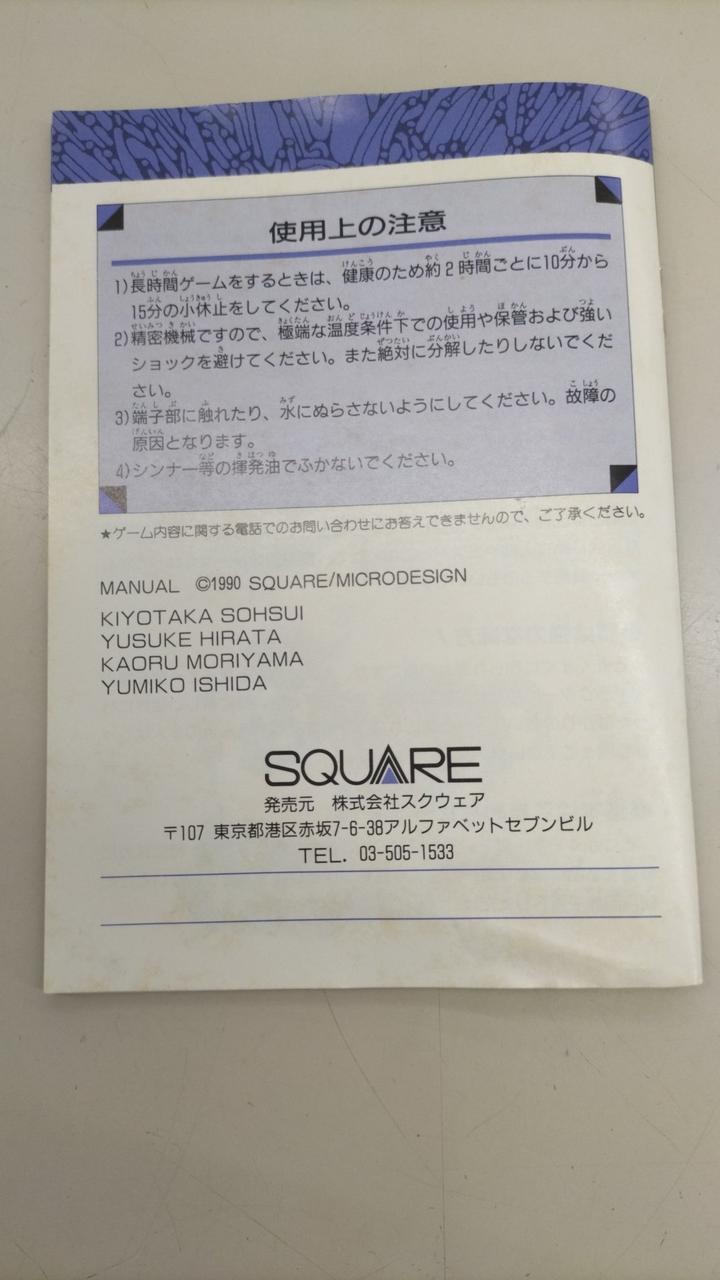 使用上の注意
1)長時間ゲームをするときは、健康のため約2時間ごとに10分から
15分の小休止をしてください。
2)精密機械ですので、極端な温度条件下での使用や保管および強い
ショックを避けてください。また絶対に分解したりしないでくだ
さい。
3)端子部に触れたり、水にぬらさないようにしてください。故障の
原因となります。
4)シンナー等の揮発油でふかないでください。
★ゲーム内容に関する電話でのお問い合わせにお答えできませんので、ご了承ください。
MANUAL ©1990 SQUARE/MICRODESIGN
KIYOTAKA SOHSUI
YUSUKE HIRATA
KAORU MORIYAMA
YUMIKO ISHIDA
SQUARE
発売元 株式会社スクウェア
〒107 東京都港区赤坂7-6-38アルファベットセブンビル
TEL. 03-505-1533